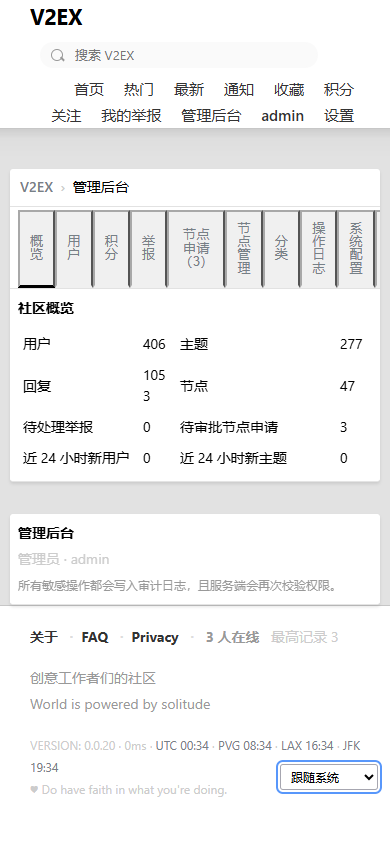 V2EX
搜索 V2EX
首页 热门 最新 通知 收藏 积分
关注 我的举报 管理后台 admin 设置
V2EX › 管理后台
概览 用户 积分 举报 节点申请（3） 节点管理 分类 操作日志 系统配置
社区概览
用户 406 主题 277
回复 1053 节点 47
待处理举报 0 待审批节点申请 3
近 24 小时新用户 0 近 24 小时新主题 0
管理后台
管理员 · admin
所有敏感操作都会写入审计日志，且服务端会再次校验权限。
关于 · FAQ · Privacy · 3 人在线 最高记录 3
创意工作者们的社区
World is powered by solitude
VERSION: 0.0.20 · 0ms · UTC 00:34 · PVG 08:34 · LAX 16:34 · JFK
19:34
跟随系统
♥ Do have faith in what you're doing.